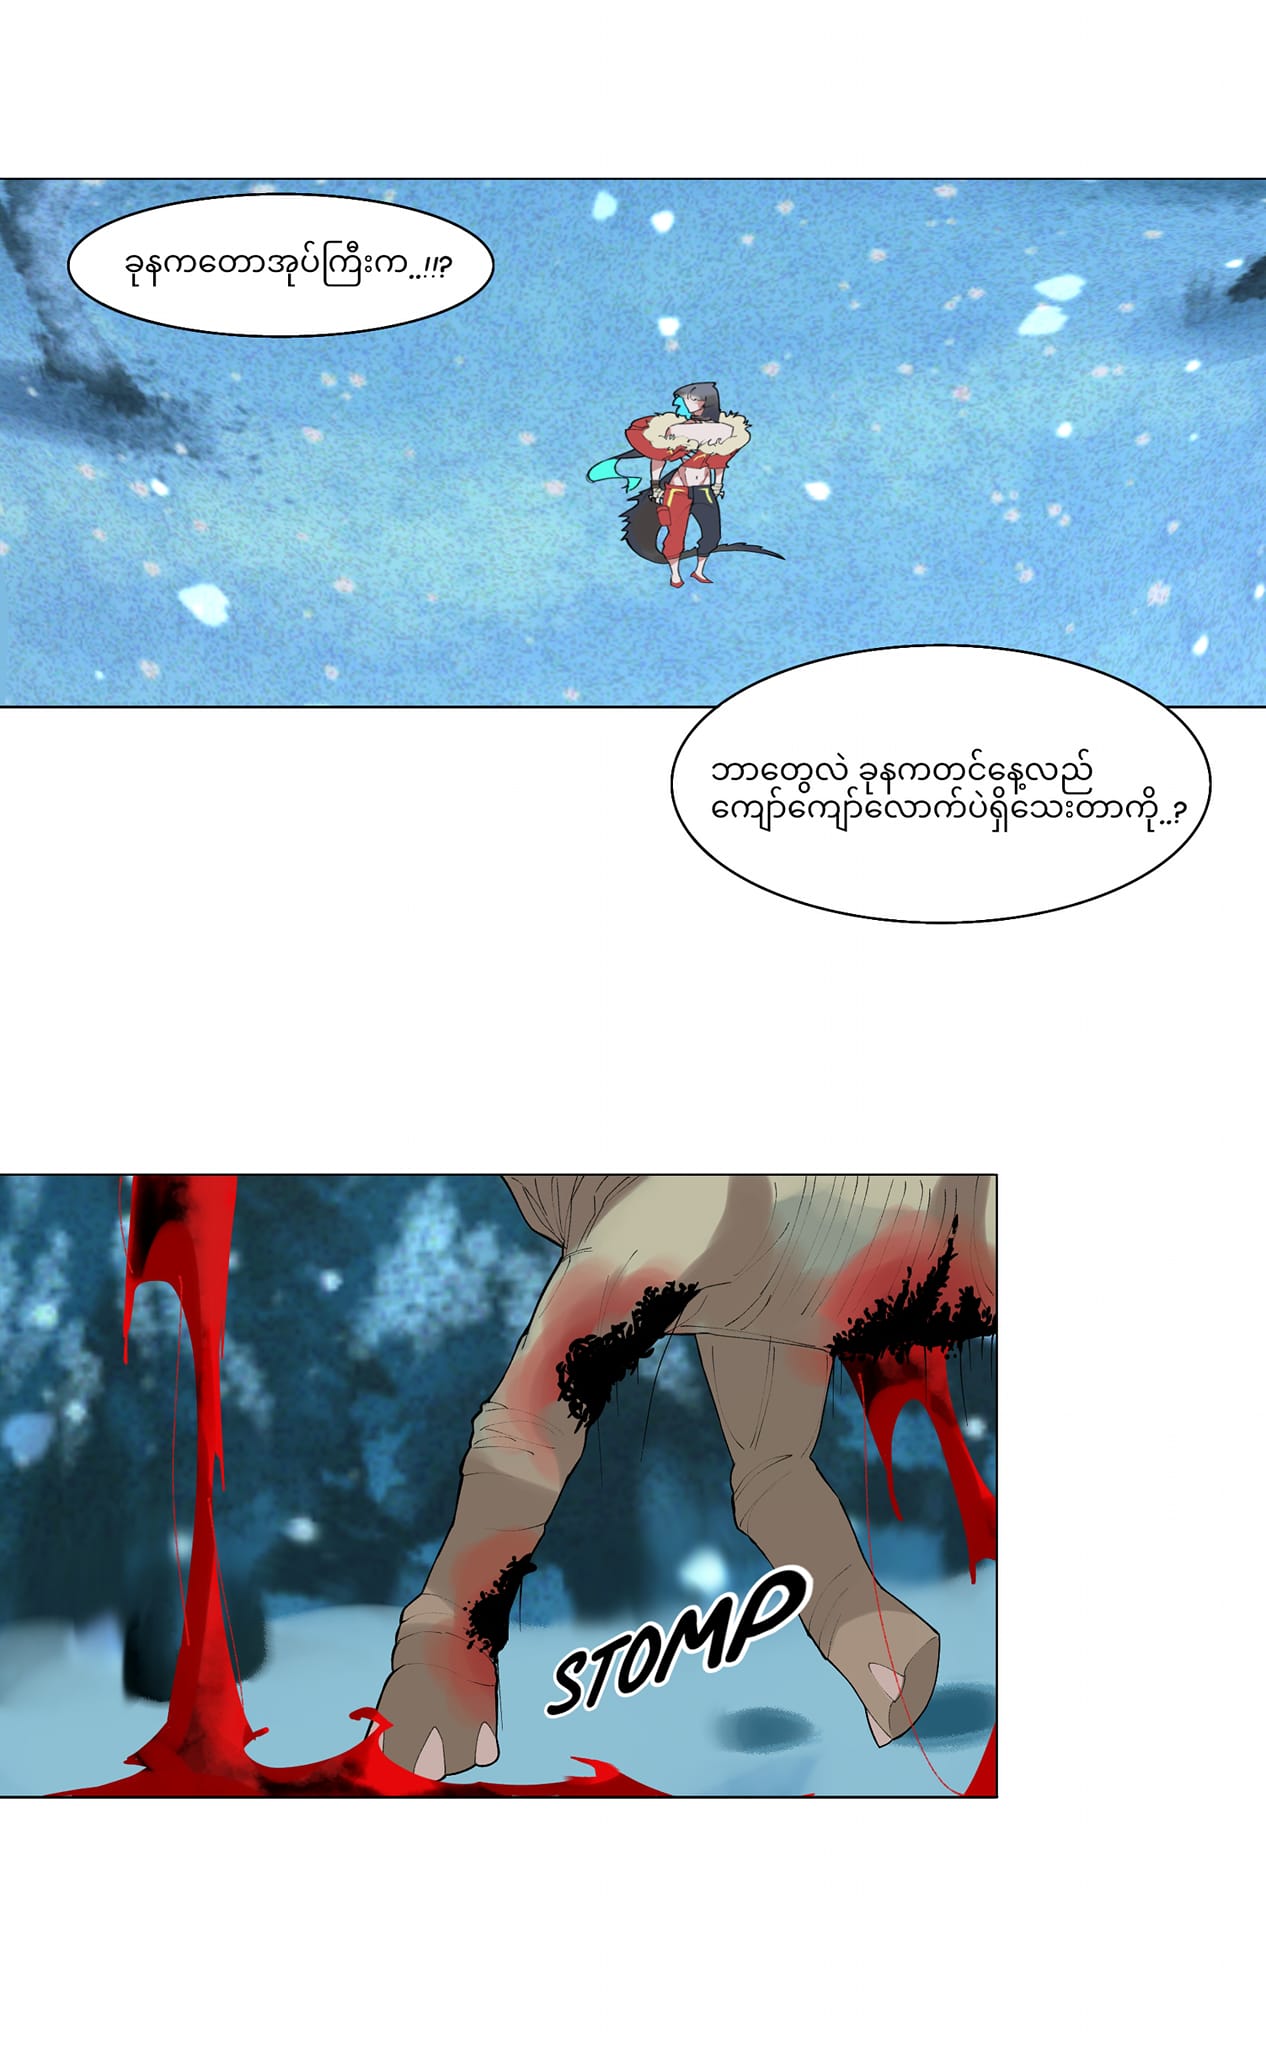 ခုနကတောအုပ်ကြီးက..!!?
ဘာတွေလဲ ခုနကတင်နေ့လည်
ကျော်ကျော်လောက်ပဲရှိသေးတာကို..?
STOMP